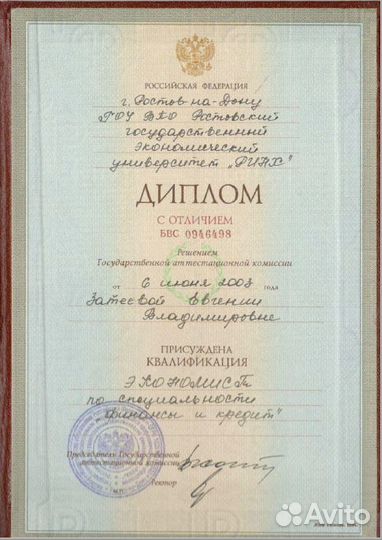 РОССИЙСКАЯ ФЕДЕРАЦИЯ
г. Ростов-на-Дону
ГОУ ВПО Ростовский
государственный
экономический
университет „РИНХ"
ДИПЛОМ
С ОТЛИЧИЕМ
БВС 0946498
Решением
Государственной аттестационной комиссии
от 6 июня 2003 года
Затеевой Евгении
Владимировне
ПРИСУЖДЕНА
КВАЛИФИКАЦИЯ
ЭКОНОМИСТ
по специальности
„Финансы и кредит"
Председатель Государственной
аттестационной комиссии
Ректор
М.П.
Avito